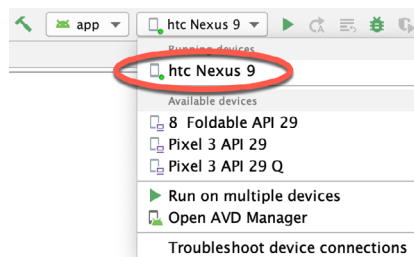 app htc Nexus 9
Running devices
htc Nexus 9
Available devices
8 Foldable API 29
Pixel 3 API 29
Pixel 3 API 29 Q
Run on multiple devices
Open AVD Manager
Troubleshoot device connections